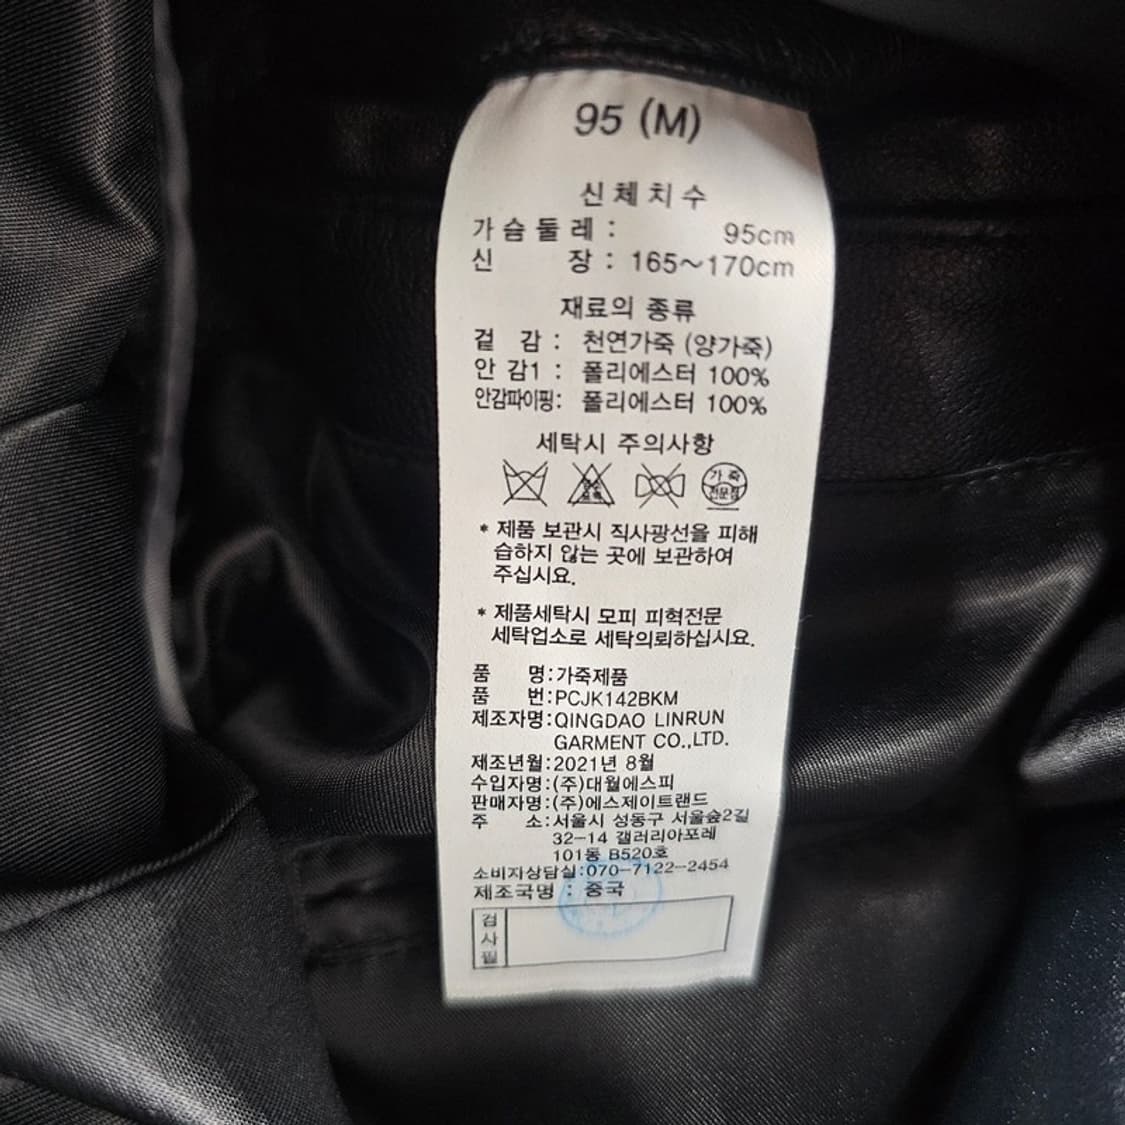 95 (M)
신체치수
가슴둘레 : 95cm
신 장 : 165~170cm
재료의 종류
겉 감 : 천연가죽 (양가죽)
안 감1 : 폴리에스터 100%
안감파이핑: 폴리에스터 100%
세탁시 주의사항
가 죽
전문점
* 제품 보관시 직사광선을 피해
습하지 않는 곳에 보관하여
주십시요.
* 제품세탁시 모피 피혁전문
세탁업소로 세탁의뢰하십시요.
품 명:가죽제품
품 번:PCJK142BKM
제조자명:QINGDAO LINRUN
GARMENT CO.,LTD.
제조년월:2021년 8월
수입자명:(주)대월에스피
판매자명:(주)에스제이트랜드
주 소:서울시 성동구 서울숲2길
32-14 갤러리아포레
101동 B520호
소비자상담실:070-7122-2454
제조국명 : 중국
검사필